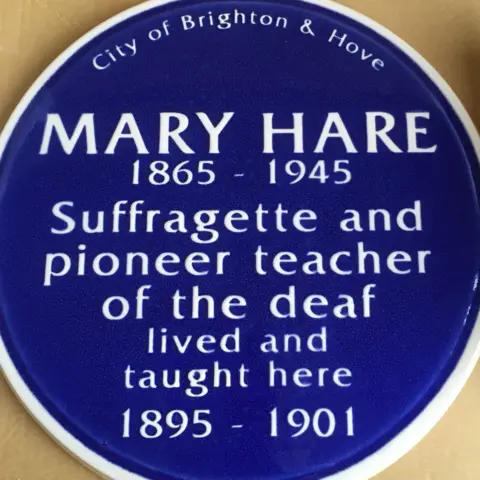 City of Brighton & Hove
MARY HARE
1865 - 1945
Suffragette and
pioneer teacher
of the deaf
lived and
taught here
1895 - 1901